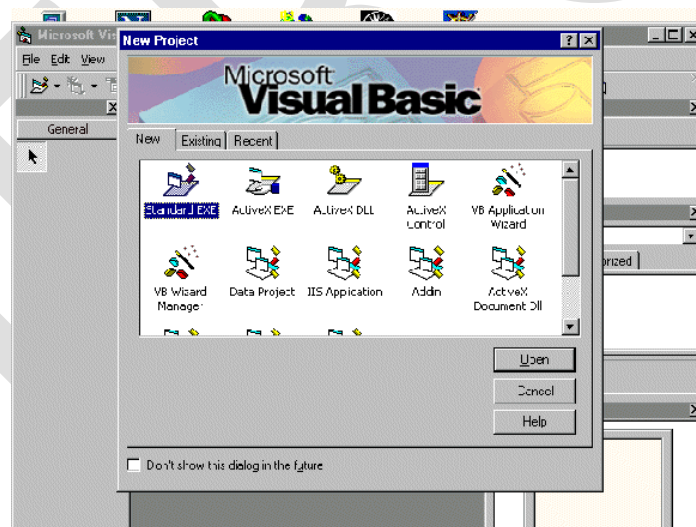 Microsoft Vis
New Project
File Edit View
Microsoft
Visual Basic
General
New Existing Recent
Standard EXE ActiveX EXE ActiveX DLL ActiveX Control VB Application Wizard
VB Wizard Manager Data Project IIS Application Addin ActiveX Document Dll
orized
Open
Cancel
Help
Don't show this dialog in the future